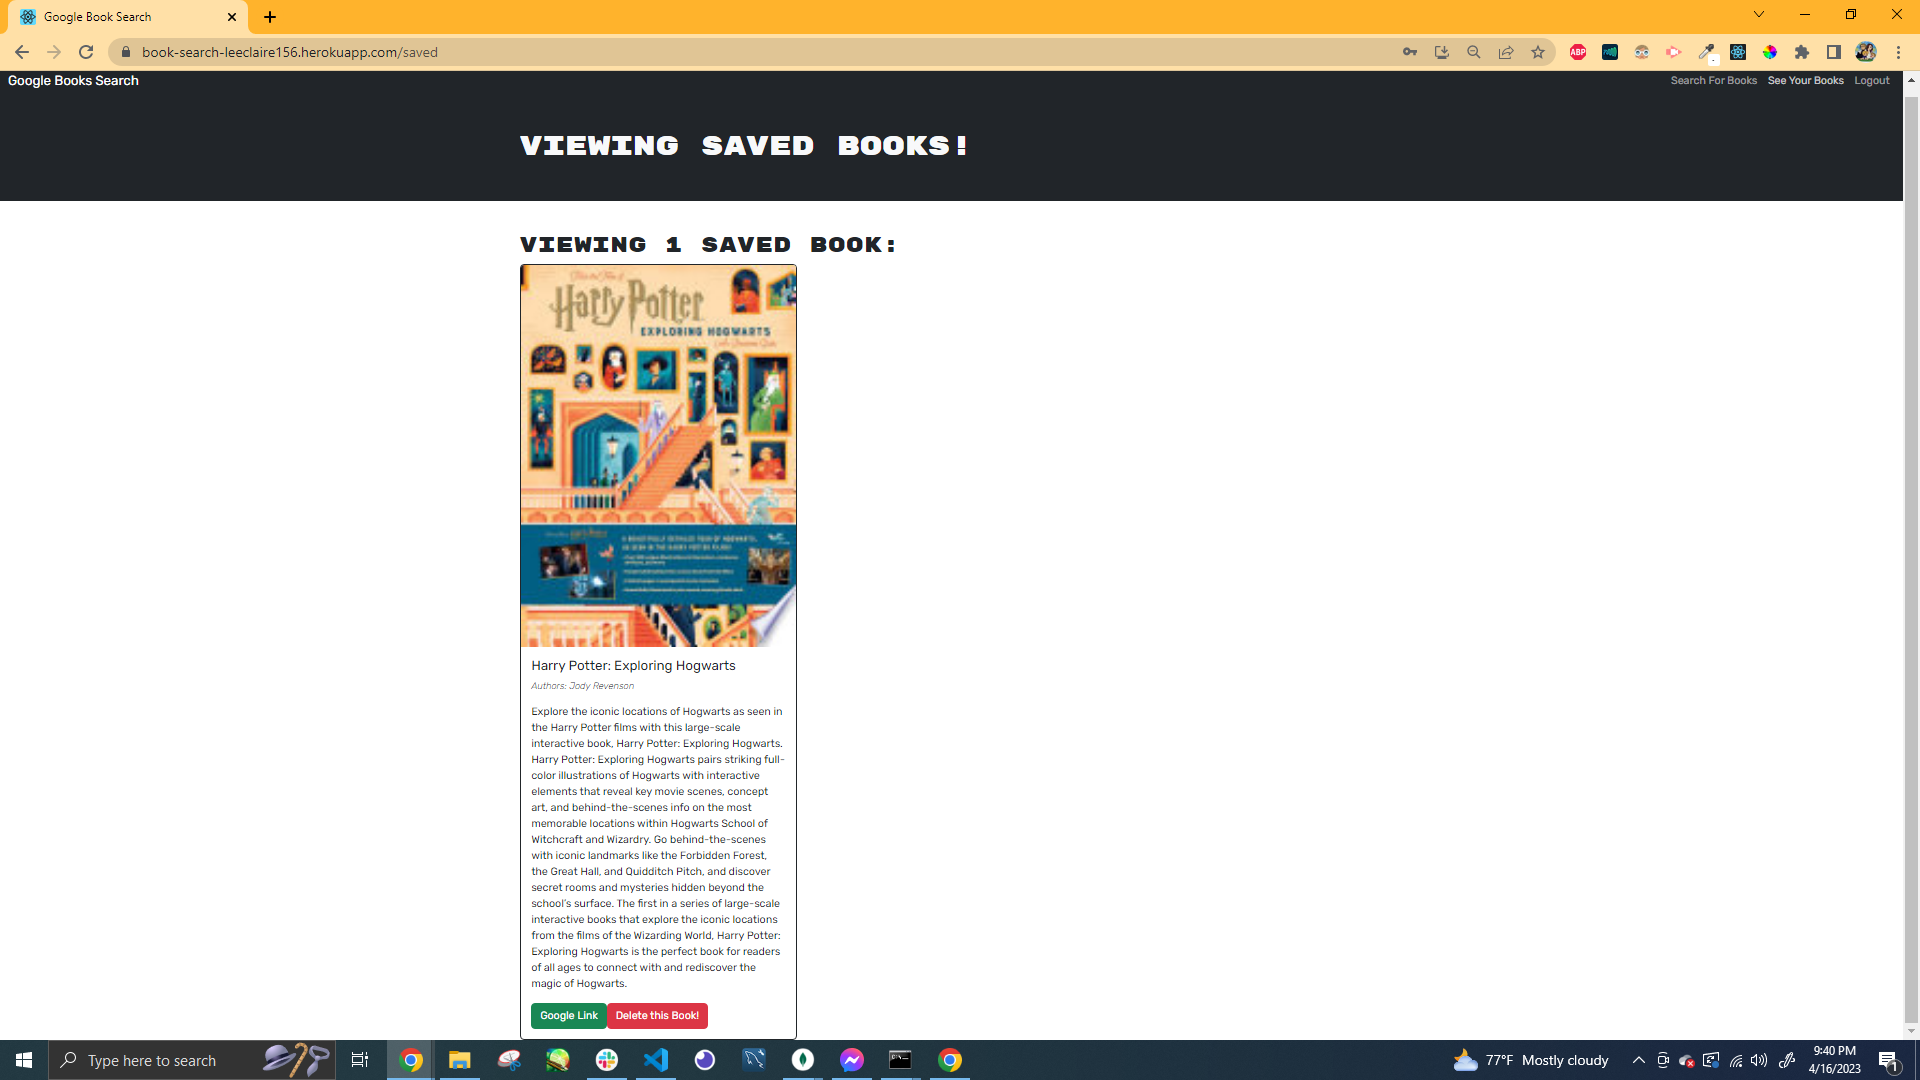 Google Book Search
book-search-leeclaire156.herokuapp.com/saved
ABP
Google Books Search
Search For Books See Your Books Logout
VIEWING SAVED BOOKS!
VIEWING 1 SAVED BOOK:
Harry Potter
EXPLORING HOGWARTS
Harry Potter: Exploring Hogwarts
Authors: Jody Revenson
Explore the iconic locations of Hogwarts as seen in
the Harry Potter films with this large-scale
interactive book, Harry Potter: Exploring Hogwarts.
Harry Potter: Exploring Hogwarts pairs striking full-
color illustrations of Hogwarts with interactive
elements that reveal key movie scenes, concept
art, and behind-the-scenes info on the most
memorable locations within Hogwarts School of
Witchcraft and Wizardry. Go behind-the-scenes
with iconic landmarks like the Forbidden Forest,
the Great Hall, and Quidditch Pitch, and discover
secret rooms and mysteries hidden beyond the
school's surface. The first in a series of large-scale
interactive books that explore the iconic locations
from the films of the Wizarding World, Harry Potter:
Exploring Hogwarts is the perfect book for readers
of all ages to connect with and rediscover the
magic of Hogwarts.
Google Link Delete this Book!
Type here to search
77°F Mostly cloudy
9:40 PM
4/16/2023
1